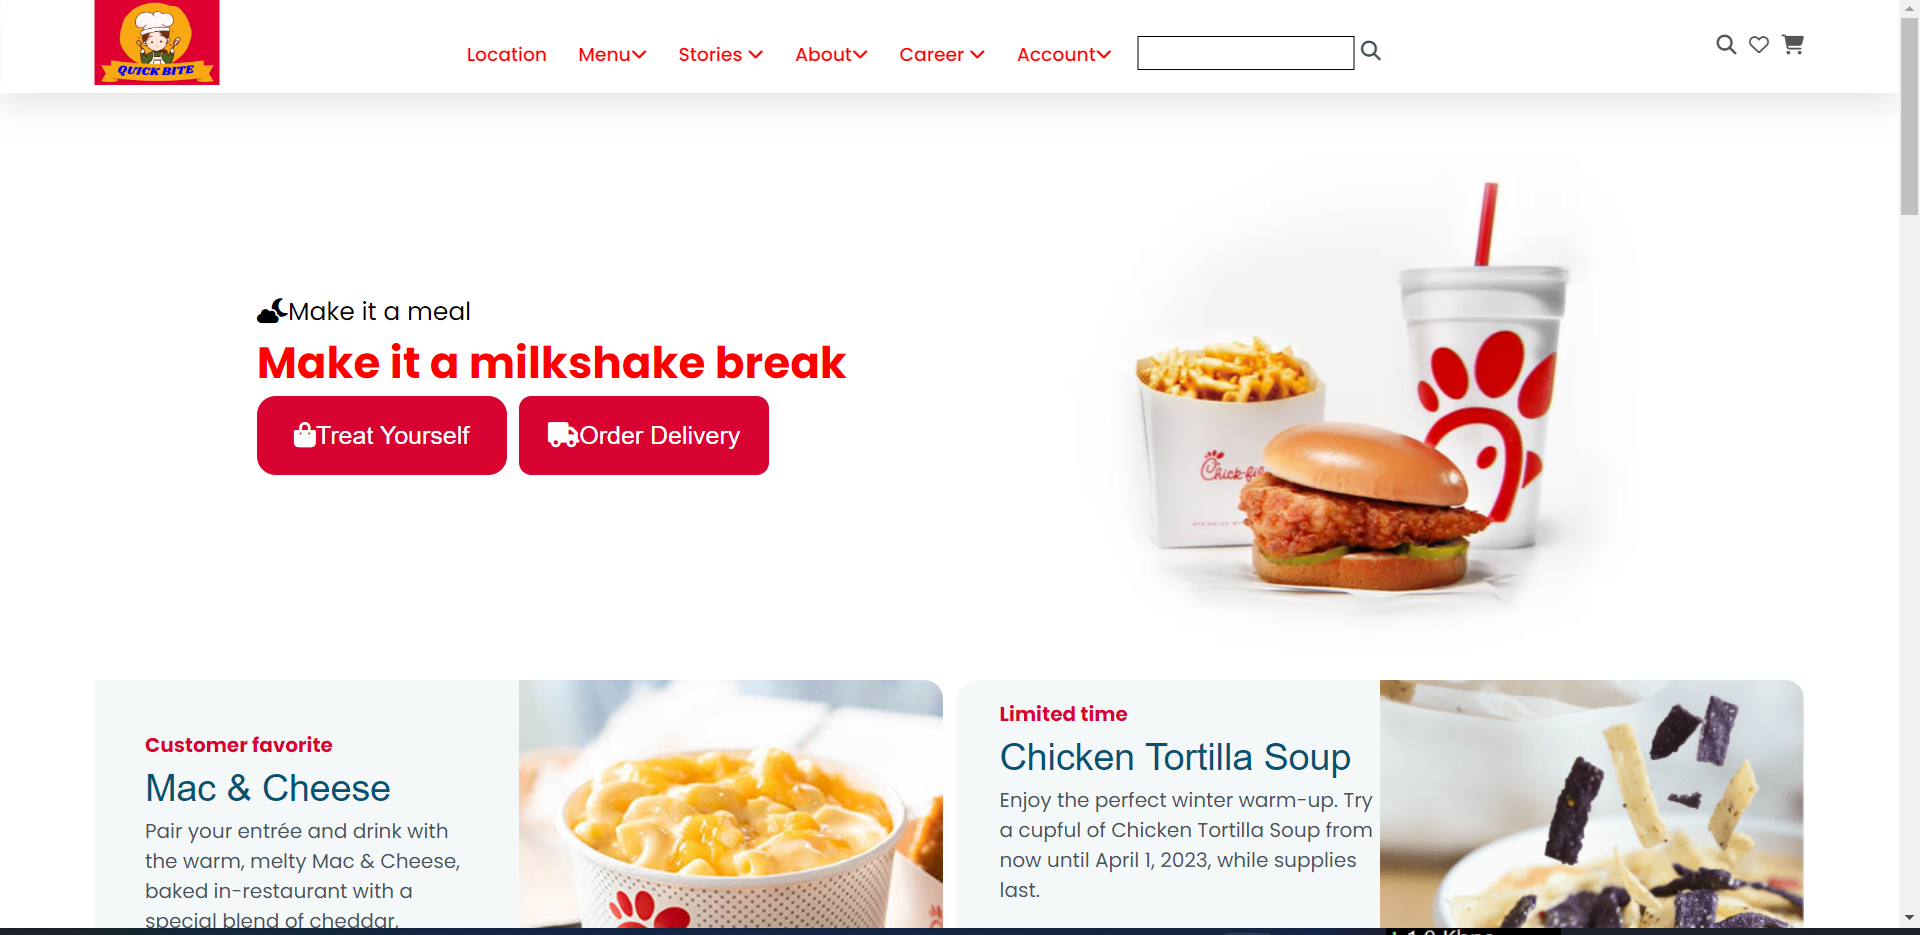 QUICK BITE
Location Menu Stories About Career Account
Make it a meal
Make it a milkshake break
Treat Yourself Order Delivery
Chick-fil
Customer favorite
Mac & Cheese
Pair your entrée and drink with
the warm, melty Mac & Cheese,
baked in-restaurant with a
special blend of cheddar,
Limited time
Chicken Tortilla Soup
Enjoy the perfect winter warm-up. Try
a cupful of Chicken Tortilla Soup from
now until April 1, 2023, while supplies
last.